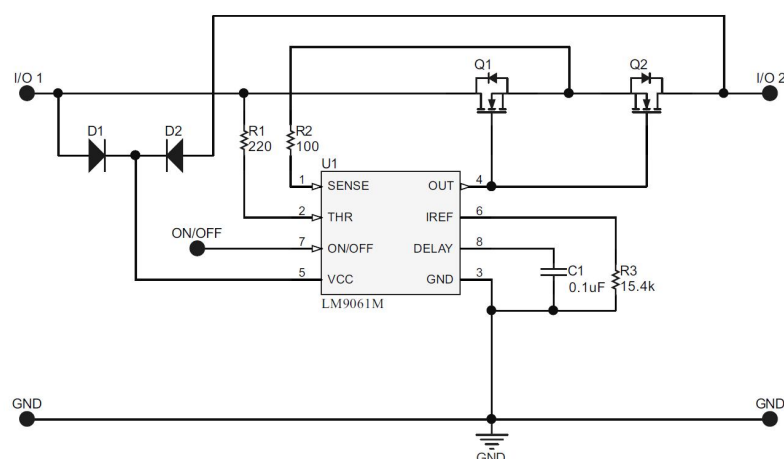 I/O 1
Q1
Q2
I/O 2
D1
D2
R1
220
R2
100
U1
1
SENSE
OUT
4
2
THR
IREF
6
ON/OFF
7
ON/OFF
DELAY
8
5
VCC
GND
3
LM9061M
C1
0.1uF
R3
15.4k
GND
GND
GND